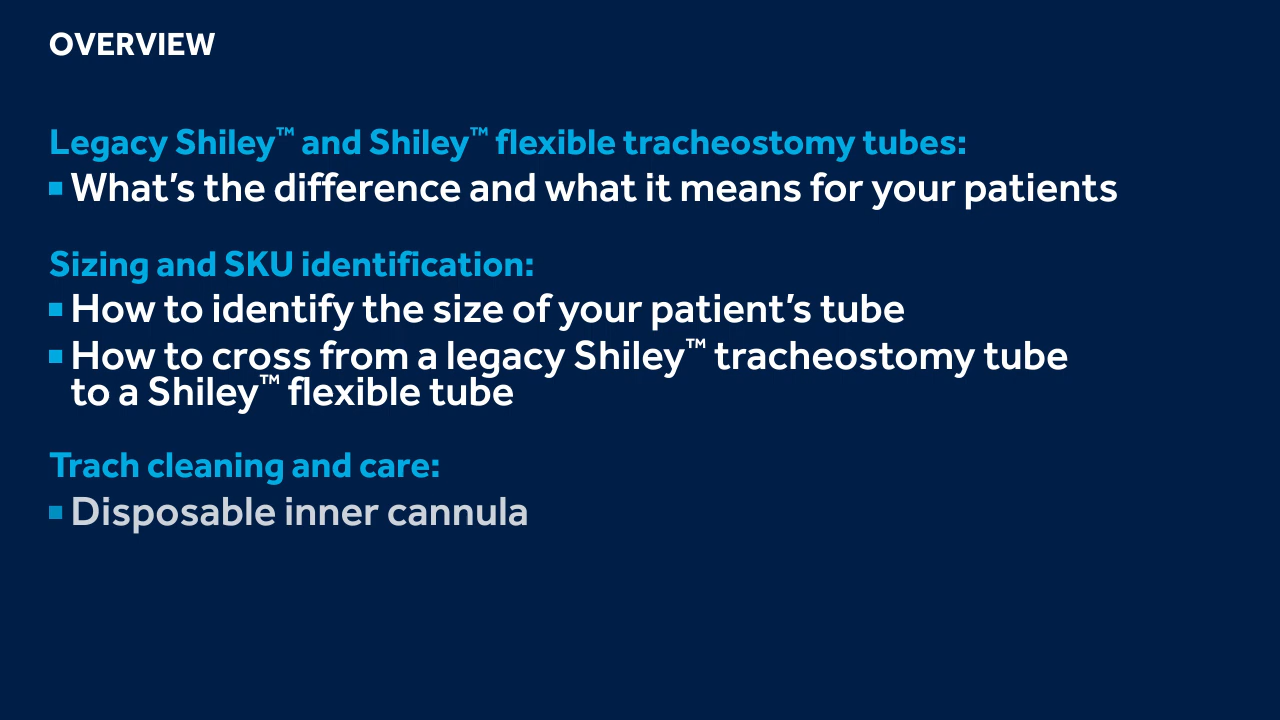 OVERVIEW
Legacy Shiley™ and Shiley™ flexible tracheostomy tubes:
What’s the difference and what it means for your patients
Sizing and SKU identification:
How to identify the size of your patient’s tube
How to cross from a legacy Shiley™ tracheostomy tube
to a Shiley™ flexible tube
Trach cleaning and care:
Disposable inner cannula